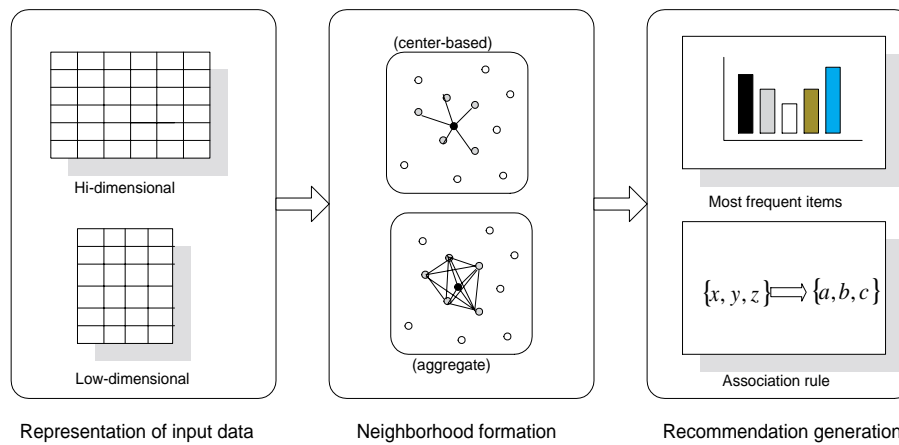 Hi-dimensional
Low-dimensional
Representation of input data
(center-based)
(aggregate)
Neighborhood formation
Most frequent items
{x, y, z} ⇒ {a, b, c}
Association rule
Recommendation generation